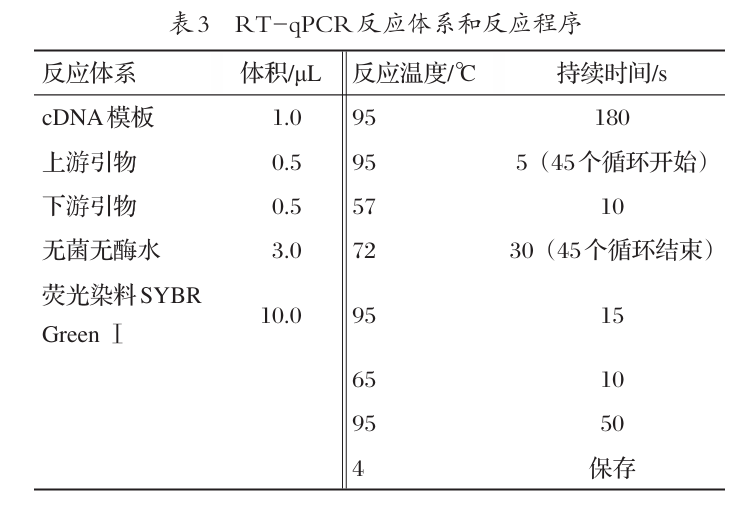 表3 RT-qPCR反应体系和反应程序
反应体系 体积/μL 反应温度/℃ 持续时间/s
cDNA模板 1.0 95 180
上游引物 0.5 95 5（45个循环开始）
下游引物 0.5 57 10
无菌无酶水 3.0 72 30（45个循环结束）
荧光染料SYBR
Green Ⅰ 10.0 95 15
65 10
95 50
4 保存